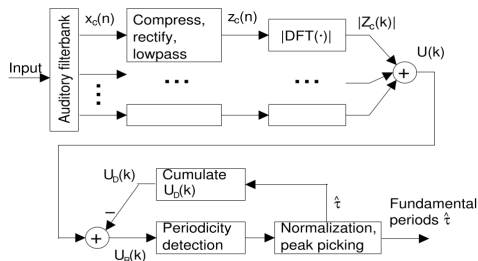 x_c(n)
Compress, rectify, lowpass
z_c(n)
|DFT(·)|
|Z_c(k)|
U(k)
Input
Auditory filterbank
+
U_D(k)
Cumulate U_D(k)
τ̂
Fundamental periods τ̂
–
+
U_R(k)
Periodicity detection
Normalization, peak picking